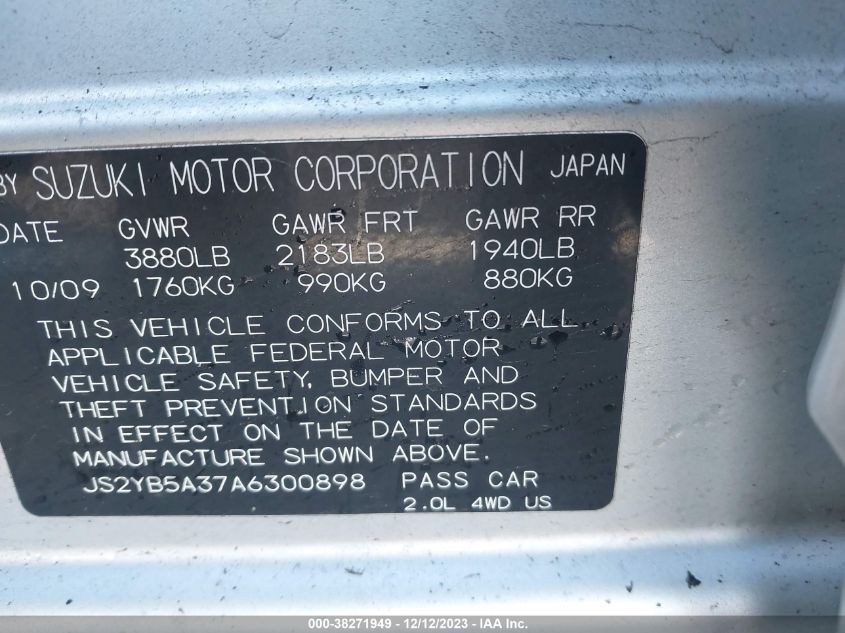 BY SUZUKI MOTOR CORPORATION JAPAN
DATE GVWR GAWR FRT GAWR RR
3880LB 2183LB 1940LB
10/09 1760KG 990KG 880KG
THIS VEHICLE CONFORMS TO ALL
APPLICABLE FEDERAL MOTOR
VEHICLE SAFETY, BUMPER AND
THEFT PREVENTION STANDARDS
IN EFFECT ON THE DATE OF
MANUFACTURE SHOWN ABOVE.
JS2YB5A37A6300898 PASS CAR
2.0L 4WD US
000-38271949 - 12/12/2023 - IAA Inc.